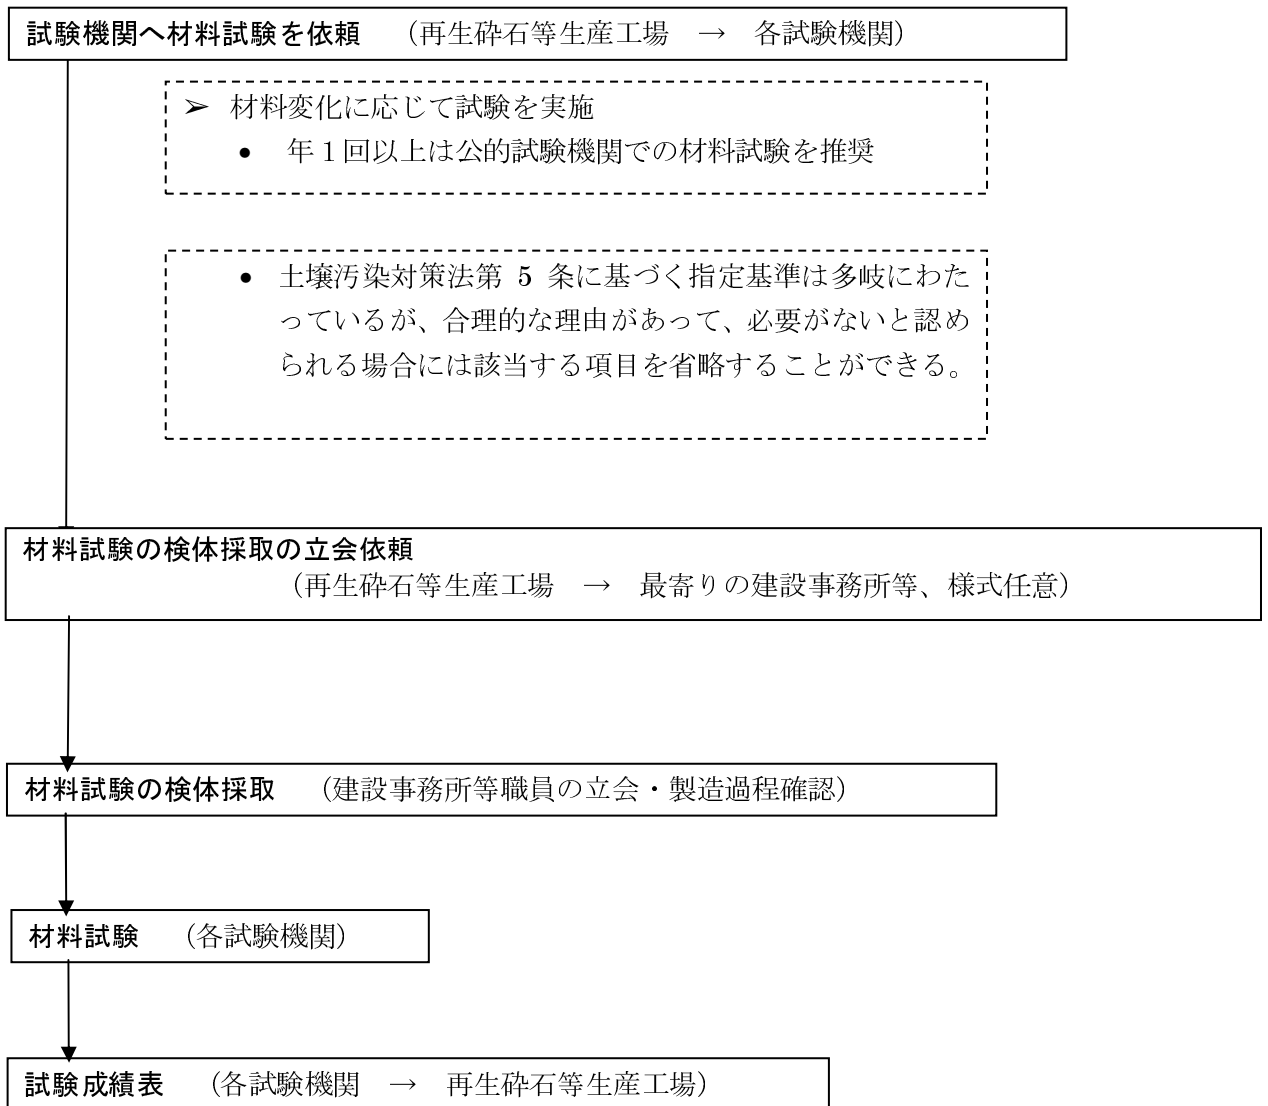 試験機関へ材料試験を依頼　（再生砕石等生産工場　→　各試験機関）
➢ 材料変化に応じて試験を実施
● 年１回以上は公的試験機関での材料試験を推奨
● 土壌汚染対策法第 5 条に基づく指定基準は多岐にわた
っているが、合理的な理由があって、必要がないと認め
られる場合には該当する項目を省略することができる。
材料試験の検体採取の立会依頼
（再生砕石等生産工場　→　最寄りの建設事務所等、様式任意）
材料試験の検体採取　（建設事務所等職員の立会・製造過程確認）
材料試験　（各試験機関）
試験成績表　（各試験機関　→　再生砕石等生産工場）